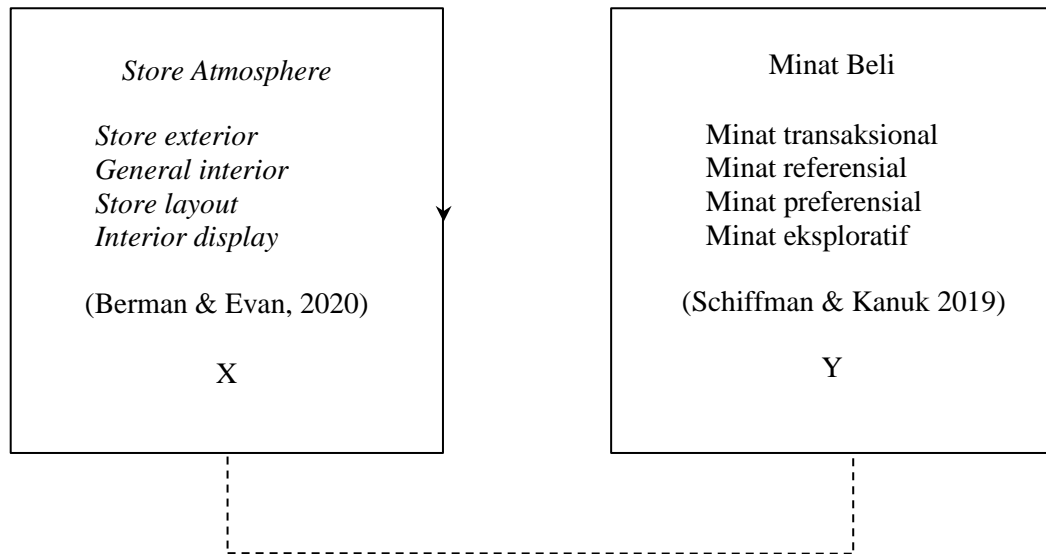 Store Atmosphere
Store exterior
General interior
Store layout
Interior display
(Berman & Evan, 2020)
X
Minat Beli
Minat transaksional
Minat referensial
Minat preferensial
Minat eksploratif
(Schiffman & Kanuk 2019)
Y